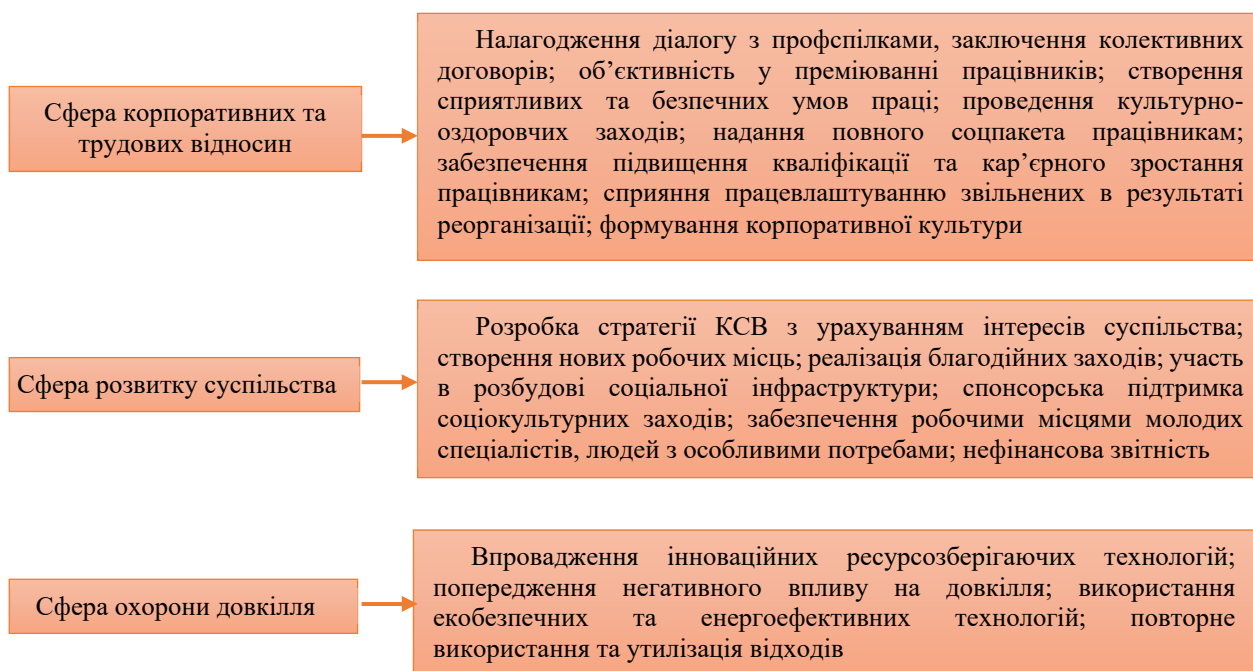 Сфера корпоративних та
трудових відносин
Налагодження діалогу з профспілками, заключення колективних
договорів; об’єктивність у преміюванні працівників; створення
сприятливих та безпечних умов праці; проведення культурно-
оздоровчих заходів; надання повного соцпакета працівникам;
забезпечення підвищення кваліфікації та кар’єрного зростання
працівникам; сприяння працевлаштуванню звільнених в результаті
реорганізації; формування корпоративної культури
Сфера розвитку суспільства
Розробка стратегії КСВ з урахуванням інтересів суспільства;
створення нових робочих місць; реалізація благодійних заходів; участь
в розбудові соціальної інфраструктури; спонсорська підтримка
соціокультурних заходів; забезпечення робочими місцями молодих
спеціалістів, людей з особливими потребами; нефінансова звітність
Сфера охорони довкілля
Впровадження інноваційних ресурсозберігаючих технологій;
попередження негативного впливу на довкілля; використання
екобезпечних та енергоефективних технологій; повторне
використання та утилізація відходів